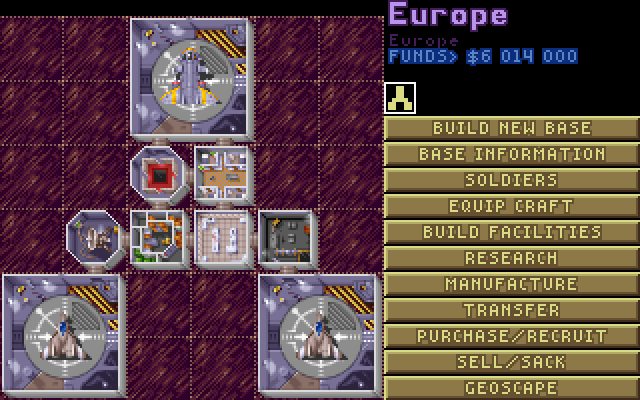 Europe
Europe
FUNDS> $6 014 000
BUILD NEW BASE
BASE INFORMATION
SOLDIERS
EQUIP CRAFT
BUILD FACILITIES
RESEARCH
MANUFACTURE
TRANSFER
PURCHASE/RECRUIT
SELL/SACK
GEOSCAPE